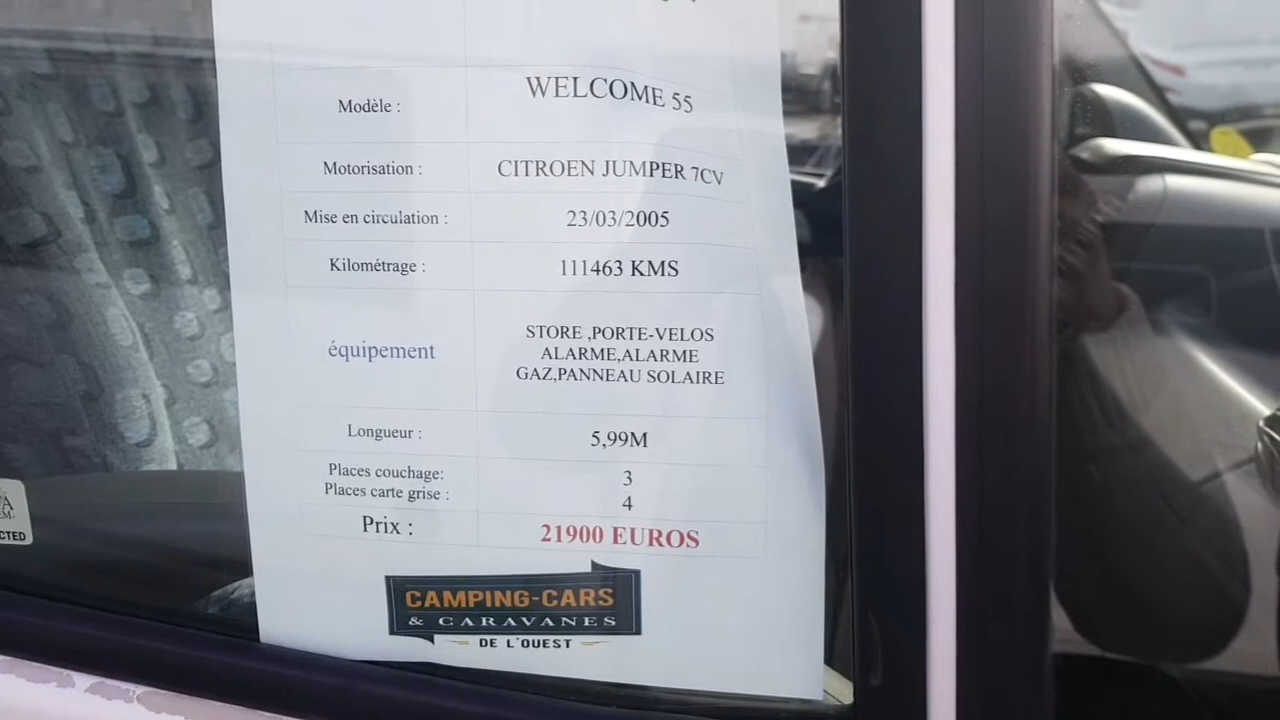 Modèle : WELCOME 55
Motorisation : CITROEN JUMPER 7CV
Mise en circulation : 23/03/2005
Kilométrage : 111463 KMS
équipement STORE ,PORTE-VELOS
ALARME,ALARME
GAZ,PANNEAU SOLAIRE
Longueur : 5,99M
Places couchage: 3
Places carte grise : 4
Prix : 21900 EUROS
CAMPING-CARS
& CARAVANES
DE L'OUEST